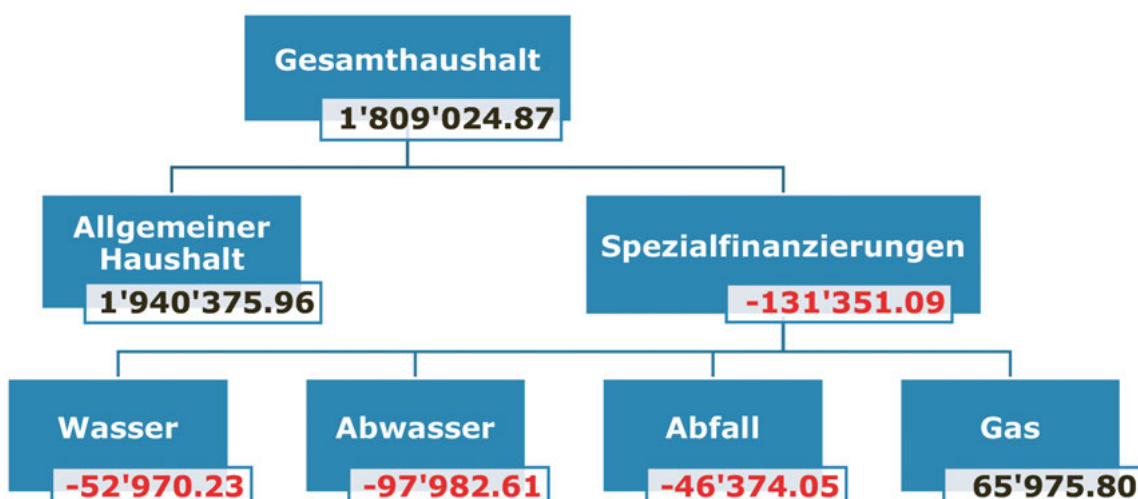 Gesamthaushalt
1'809'024.87
Allgemeiner
Haushalt
1'940'375.96
Spezialfinanzierungen
-131'351.09
Wasser
-52'970.23
Abwasser
-97'982.61
Abfall
-46'374.05
Gas
65'975.80